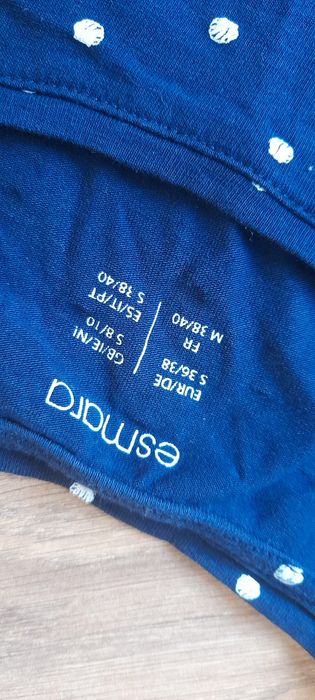 esmara
EUR/DE GB/IE/NI
S 36/38 S 8/10
FR ES/IT/PT
M 38/40 S 38/40